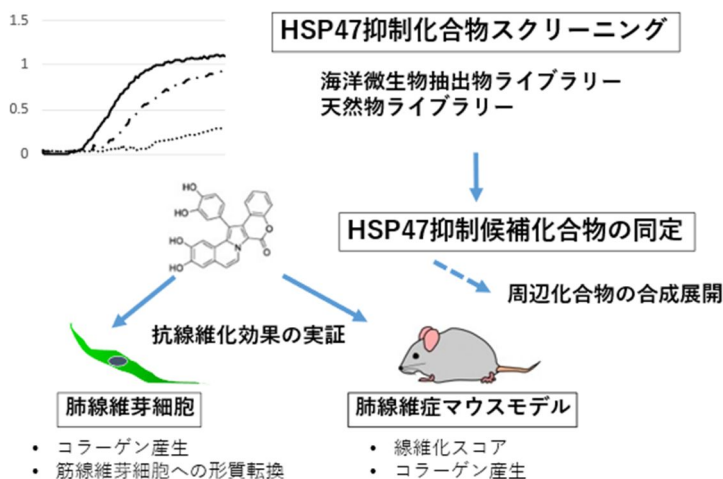 1.5
1
0.5
0
HSP47抑制化合物スクリーニング
海洋微生物抽出物ライブラリー
天然物ライブラリー
HO
HO
HO
HO
N
O
O
HSP47抑制候補化合物の同定
周辺化合物の合成展開
抗線維化効果の実証
肺線維芽細胞
• コラーゲン産生
• 筋線維芽細胞への形質転換
肺線維症マウスモデル
• 線維化スコア
• コラーゲン産生